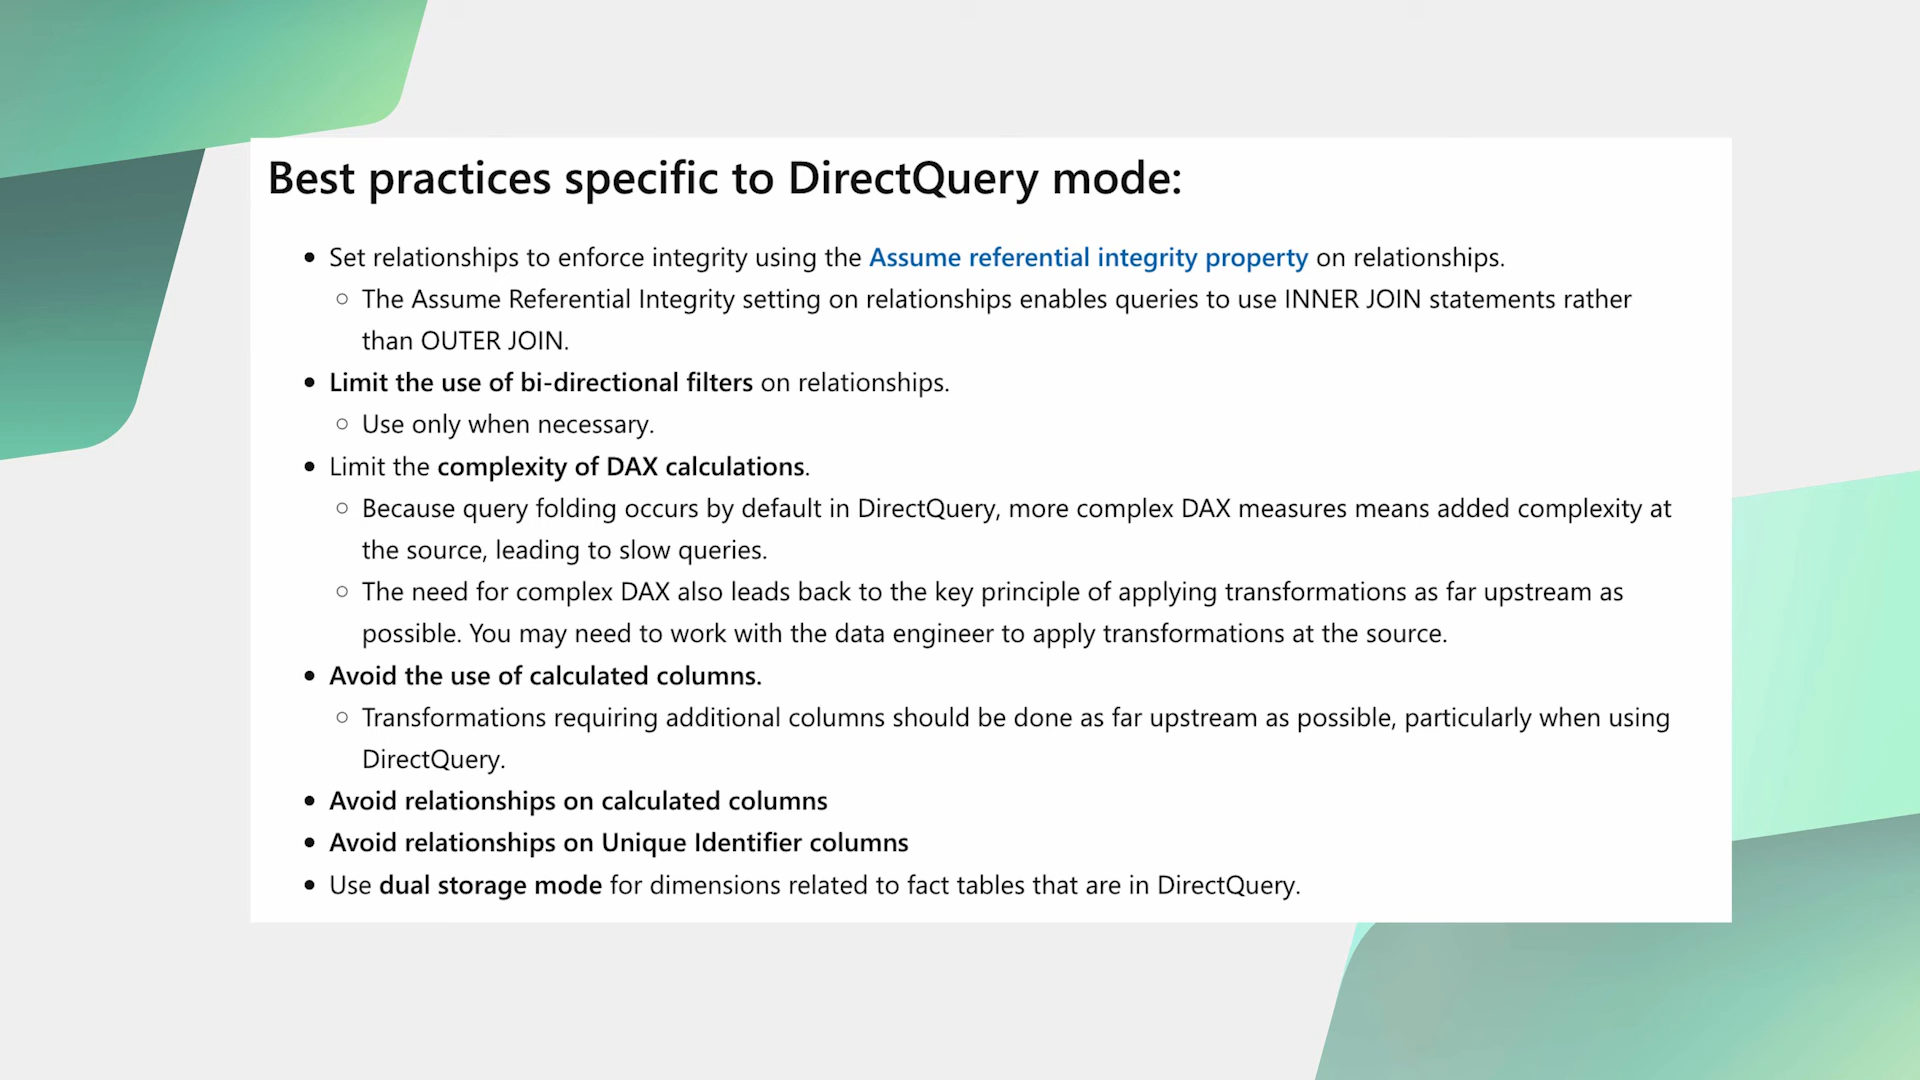 Best practices specific to DirectQuery mode:
• Set relationships to enforce integrity using the Assume referential integrity property on relationships.
○ The Assume Referential Integrity setting on relationships enables queries to use INNER JOIN statements rather
than OUTER JOIN.
• Limit the use of bi-directional filters on relationships.
○ Use only when necessary.
• Limit the complexity of DAX calculations.
○ Because query folding occurs by default in DirectQuery, more complex DAX measures means added complexity at
the source, leading to slow queries.
○ The need for complex DAX also leads back to the key principle of applying transformations as far upstream as
possible. You may need to work with the data engineer to apply transformations at the source.
• Avoid the use of calculated columns.
○ Transformations requiring additional columns should be done as far upstream as possible, particularly when using
DirectQuery.
• Avoid relationships on calculated columns
• Avoid relationships on Unique Identifier columns
• Use dual storage mode for dimensions related to fact tables that are in DirectQuery.